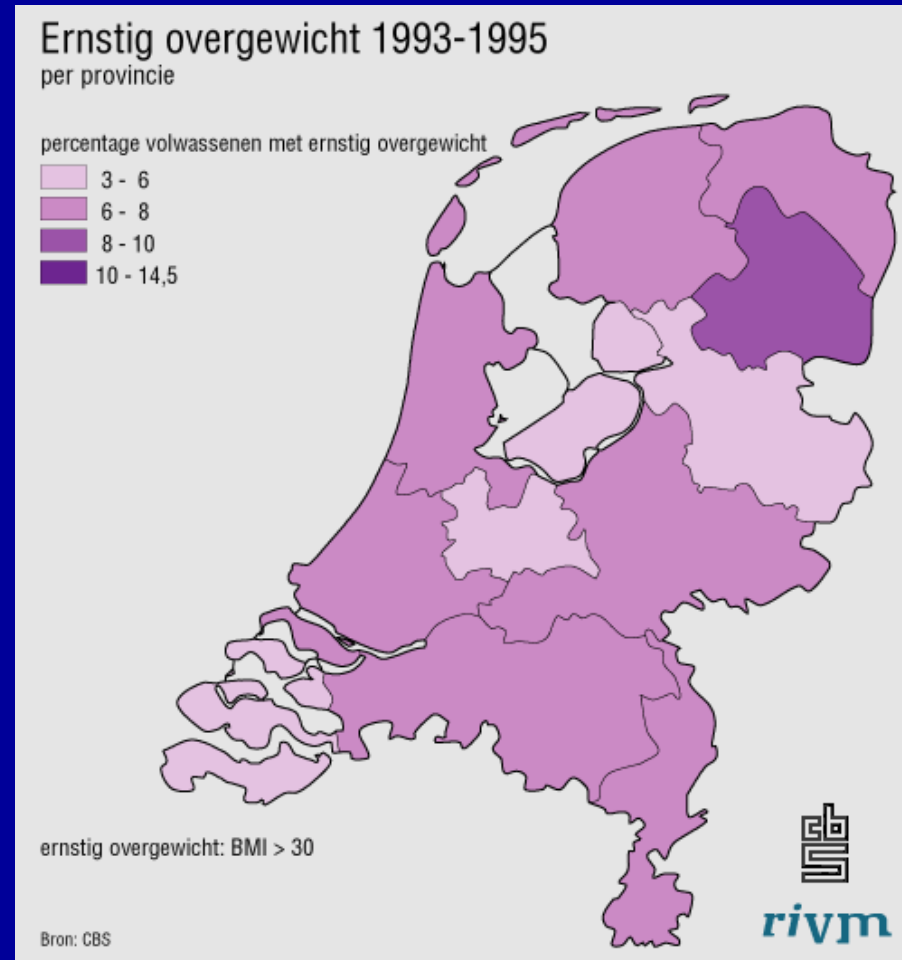 Ernstig overgewicht 1993-1995
per provincie
percentage volwassenen met ernstig overgewicht
3 - 6
6 - 8
8 - 10
10 - 14,5
ernstig overgewicht: BMI > 30
Bron: CBS
cbs
rivm